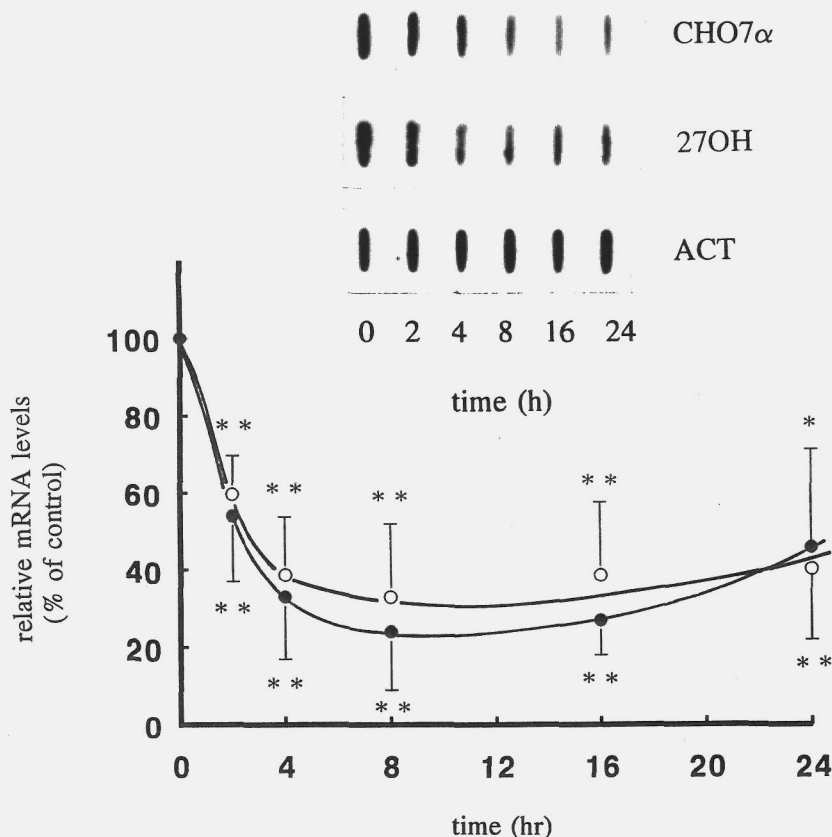 CHO7α
27OH
ACT
0 2 4 8 16 24
time (h)
relative mRNA levels
(% of control)
100
80
60
40
20
0
* *
* *
* *
* *
*
* *
* *
* *
* *
* *
0 4 8 12 16 20 24
time (hr)